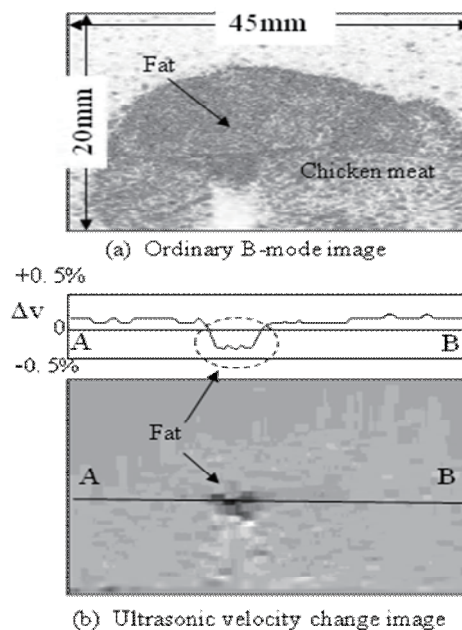 45mm
Fat
20mm
Chicken meat
(a) Ordinary B-mode image
+0.5%
Δv
0
A
B
-0.5%
Fat
A
B
(b) Ultrasonic velocity change image